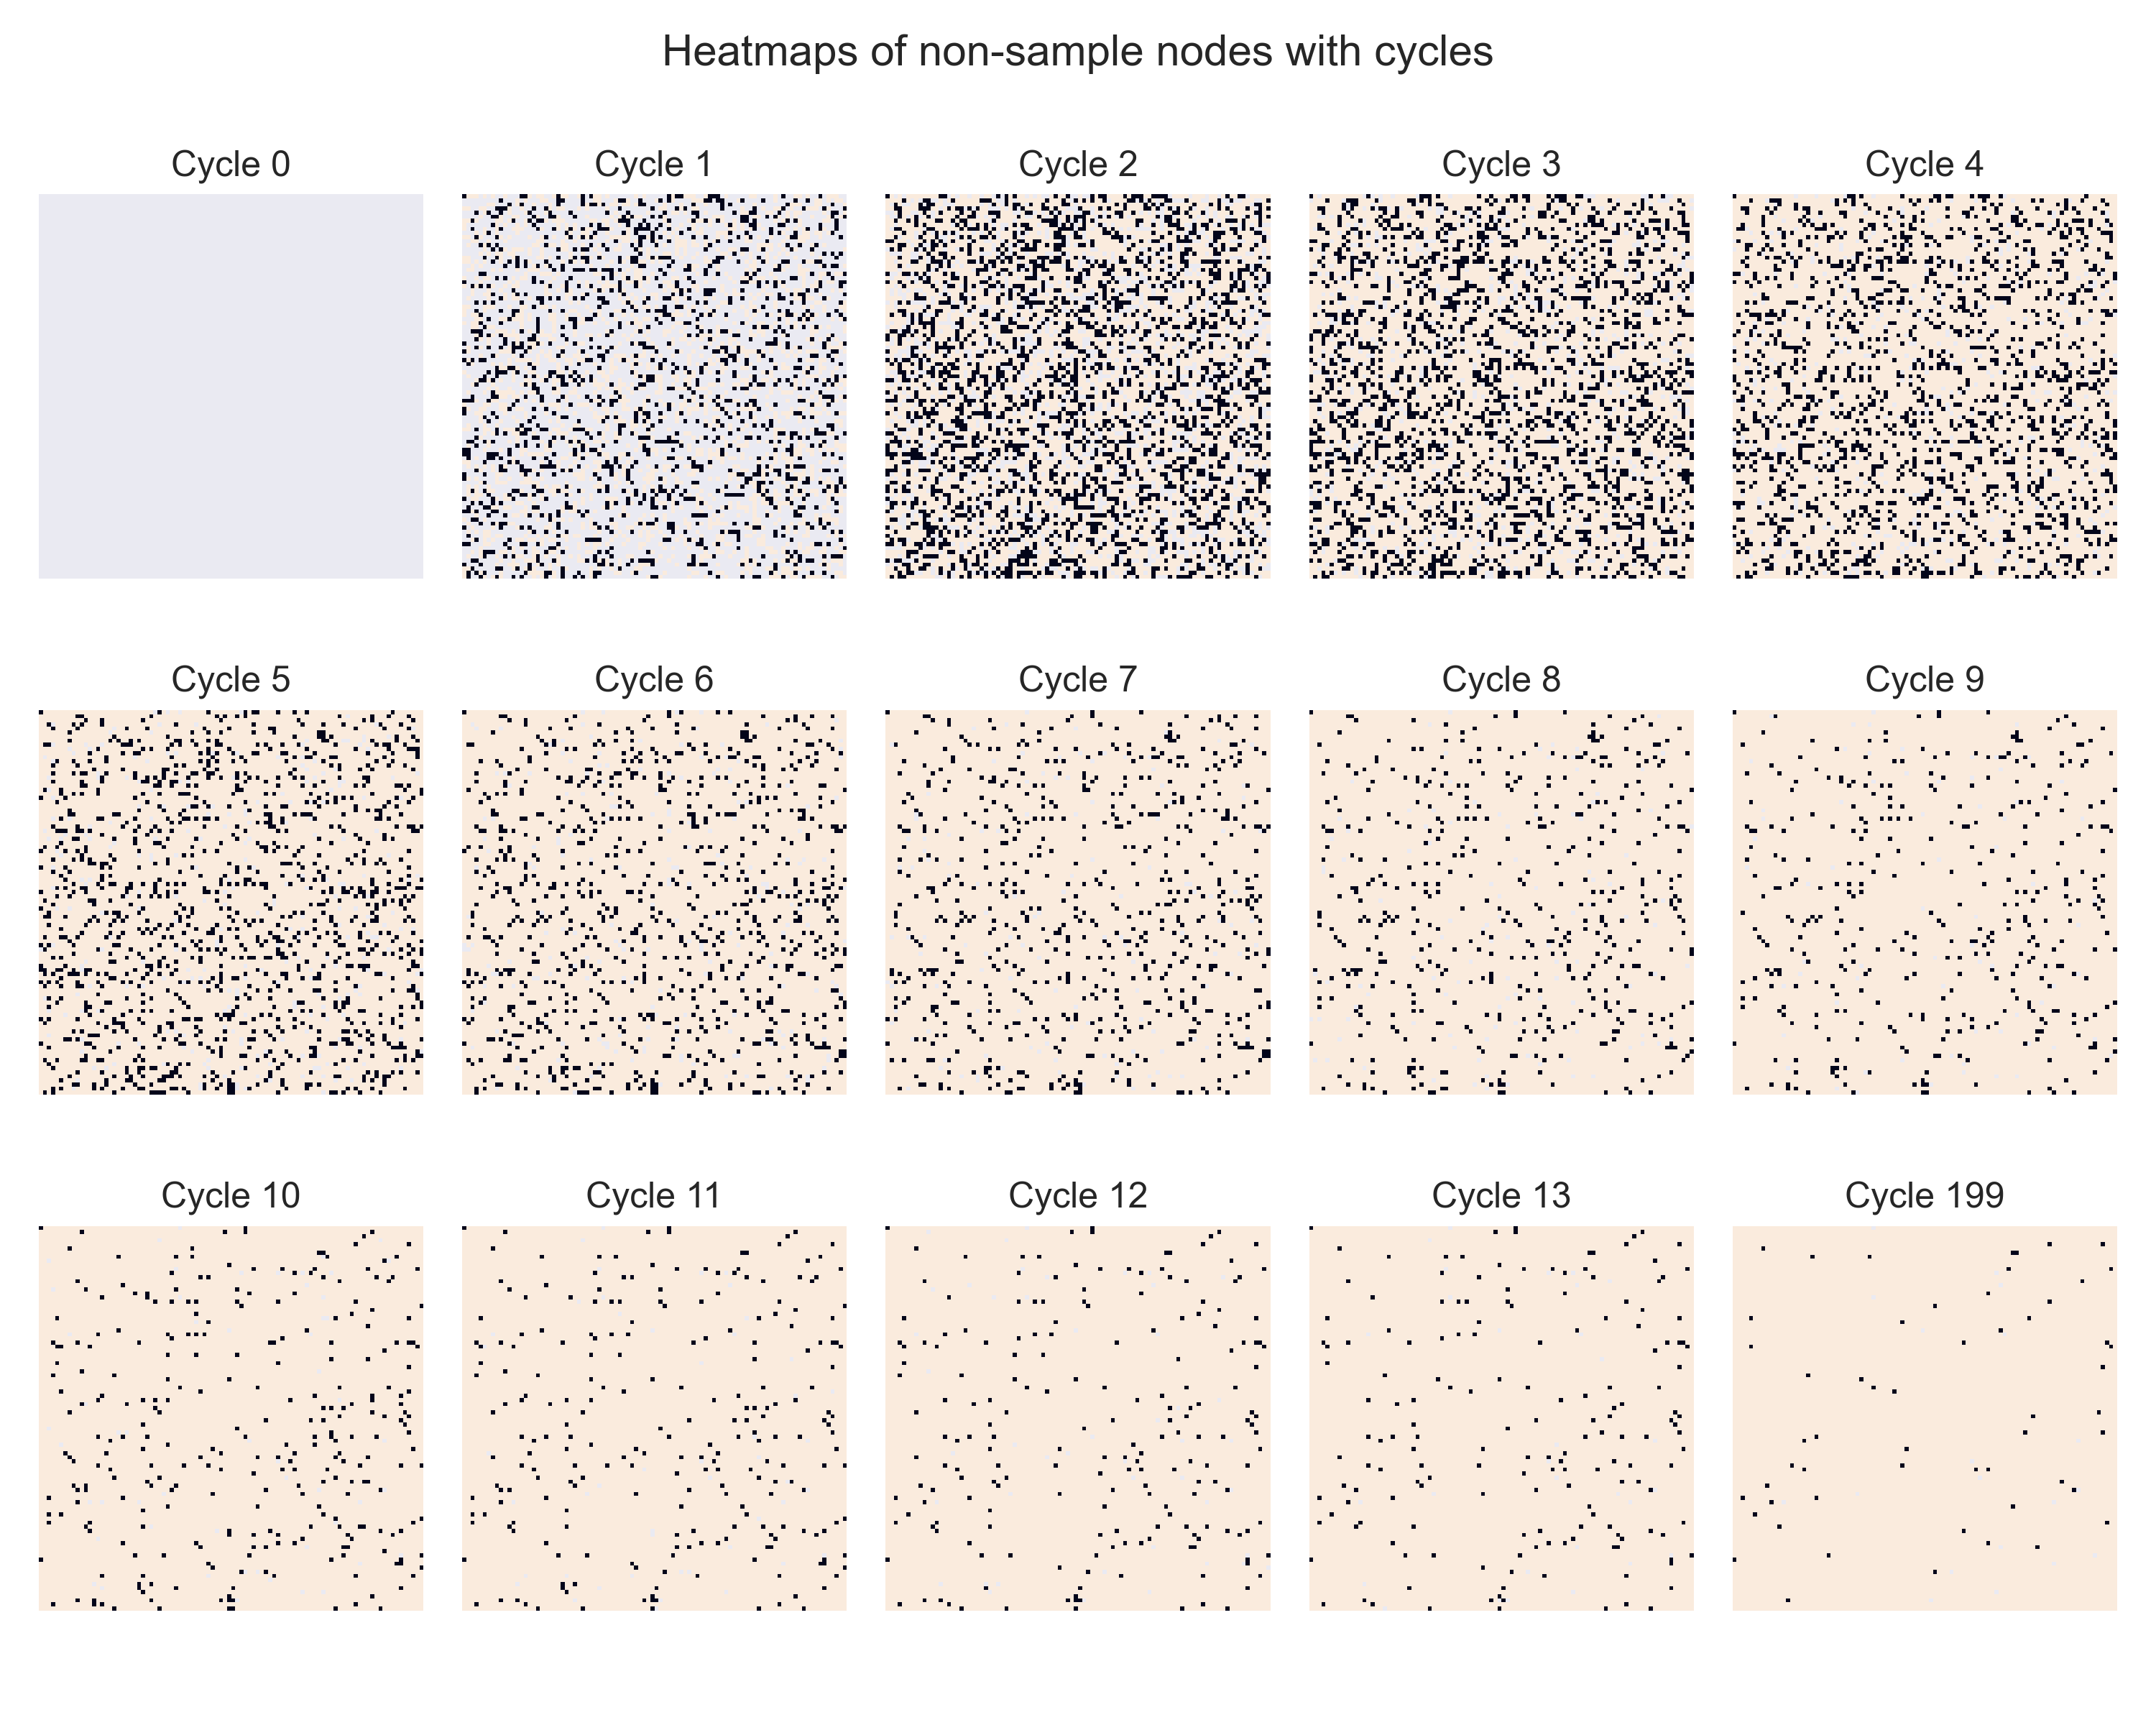 Heatmaps of non-sample nodes with cycles
Cycle 0
Cycle 1
Cycle 2
Cycle 3
Cycle 4
Cycle 5
Cycle 6
Cycle 7
Cycle 8
Cycle 9
Cycle 10
Cycle 11
Cycle 12
Cycle 13
Cycle 199